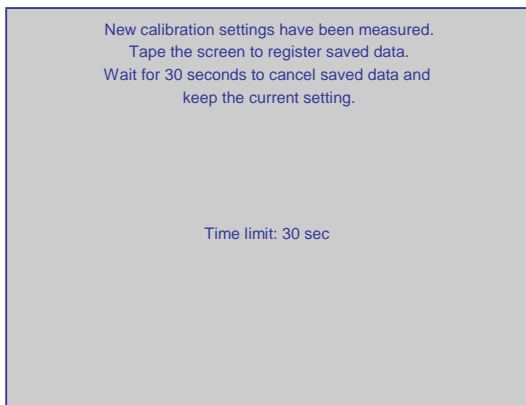 New calibration settings have been measured.
Tape the screen to register saved data.
Wait for 30 seconds to cancel saved data and
keep the current setting.
Time limit: 30 sec